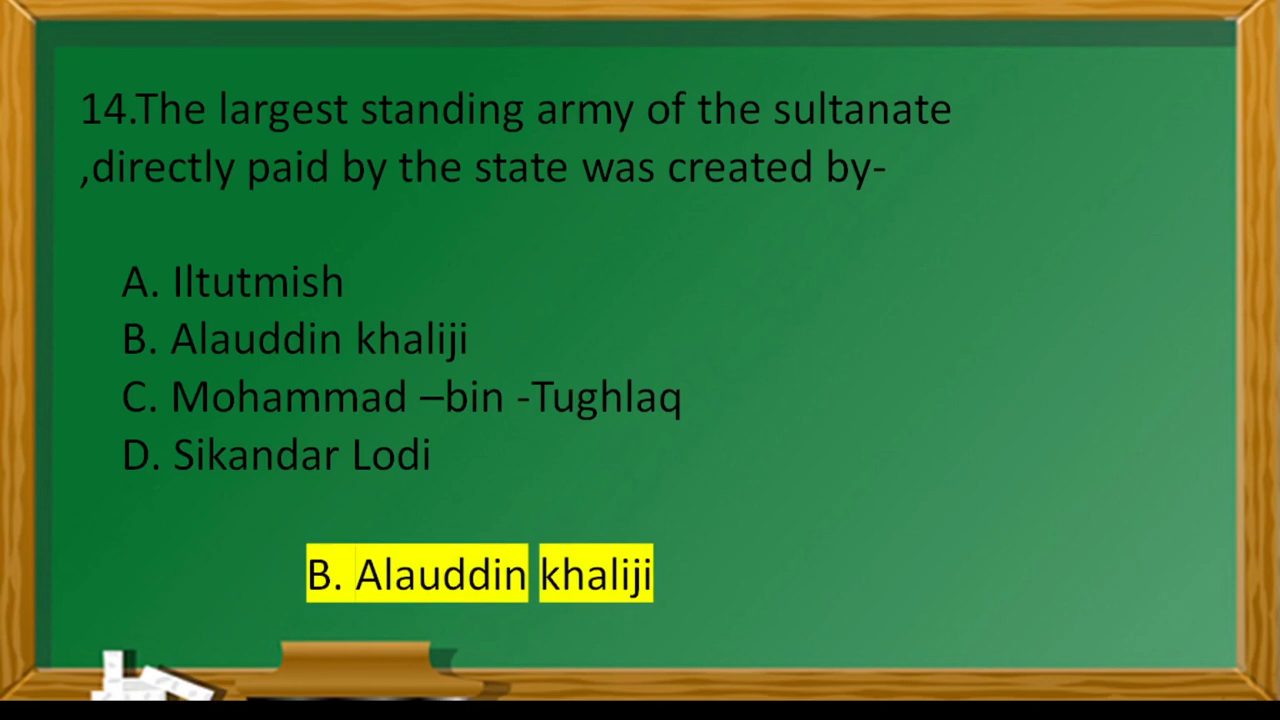 14.The largest standing army of the sultanate
,directly paid by the state was created by-
A. Iltutmish
B. Alauddin khaliji
C. Mohammad –bin -Tughlaq
D. Sikandar Lodi
B. Alauddin khaliji